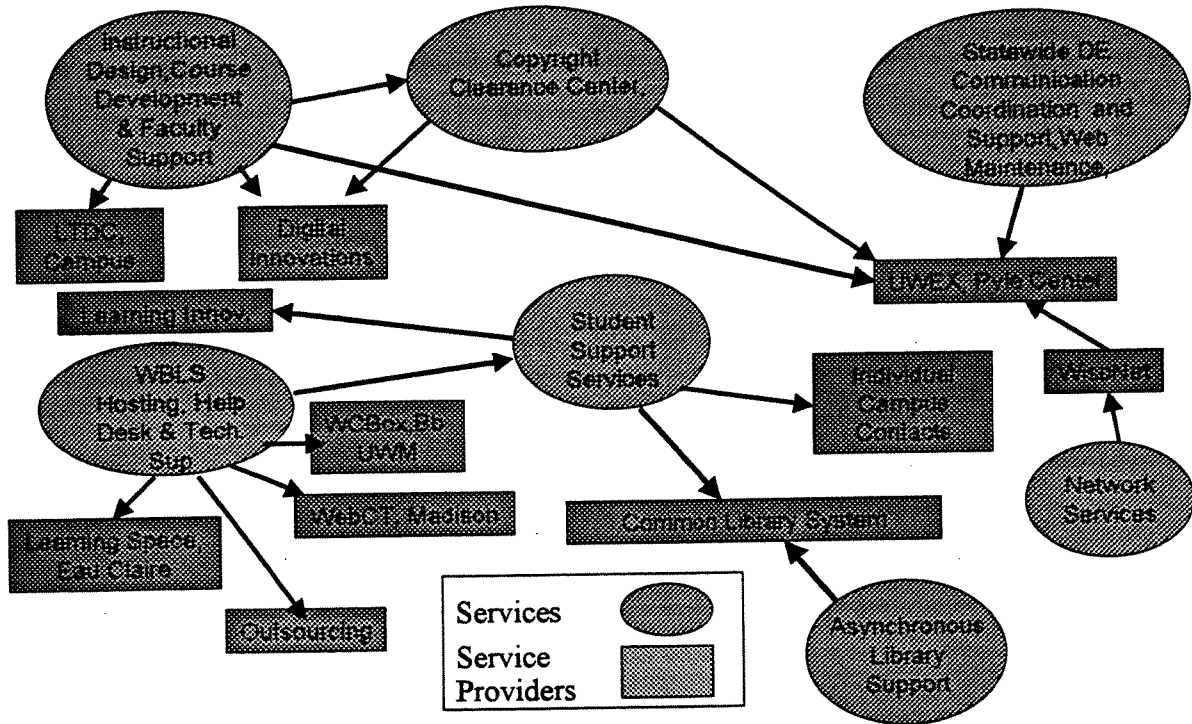 Instructional
Design,Course
Development
& Faculty
Support
Copyright
Clearance Center,
Statewide DE
Communication
Coordination and
Support,Web
Maintenance,
LTDC,
Campus
Digital
Innovations
UWEX, Pyle Center
Learning Innov.
Student
Support
Services
WBLS
Hosting, Help
Desk & Tech.
Sup
WCBox,Bb
UWM
Individual
Campus
Contacts
WisNet
WebCT, Madison
Common Library System
Network
Services
Learning Space,
Eau Claire
Outsourcing
Services
Service
Providers
Asynchronous
Library
Support